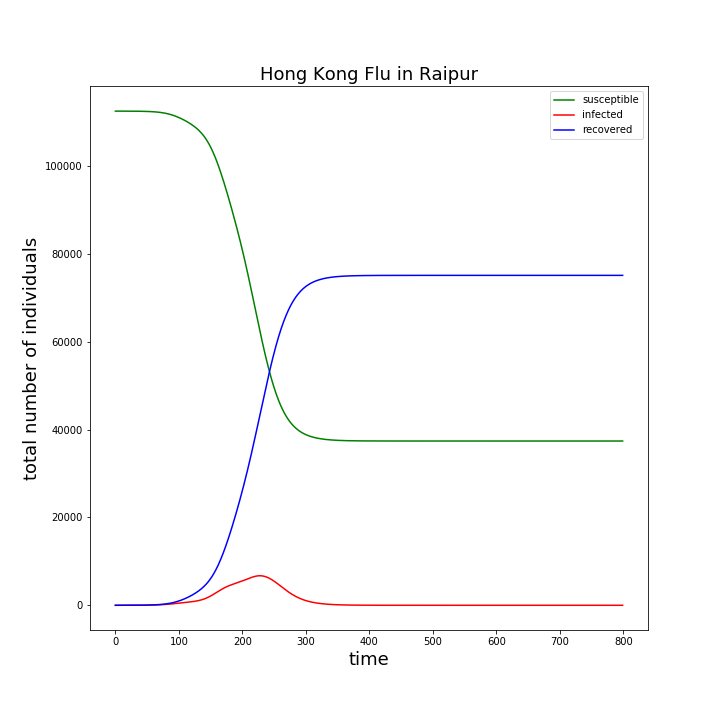 Hong Kong Flu in Raipur
susceptible
infected
recovered
total number of individuals
100000
80000
60000
40000
20000
0
0 100 200 300 400 500 600 700 800
time